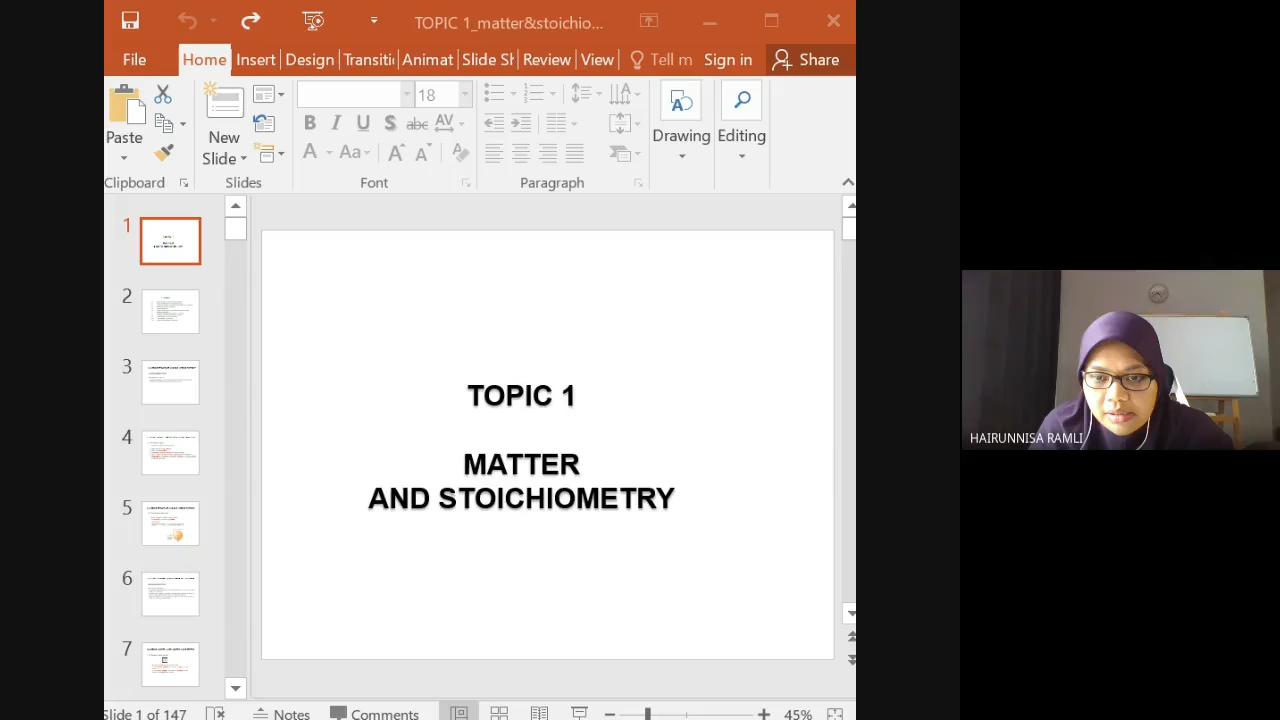 TOPIC 1_matter&stoichio...
File Home Insert Design Transiti Animat Slide Sh Review View Tell m Sign in Share
18
Paste
New
Slide
Drawing
Editing
B I U S abc AV
A Aa A A
Clipboard Slides Font Paragraph
1
2
3
4
5
6
7
TOPIC 1
MATTER
AND STOICHIOMETRY
HAIRUNNISA RAMLI
Slide 1 of 147 Notes Comments 45%